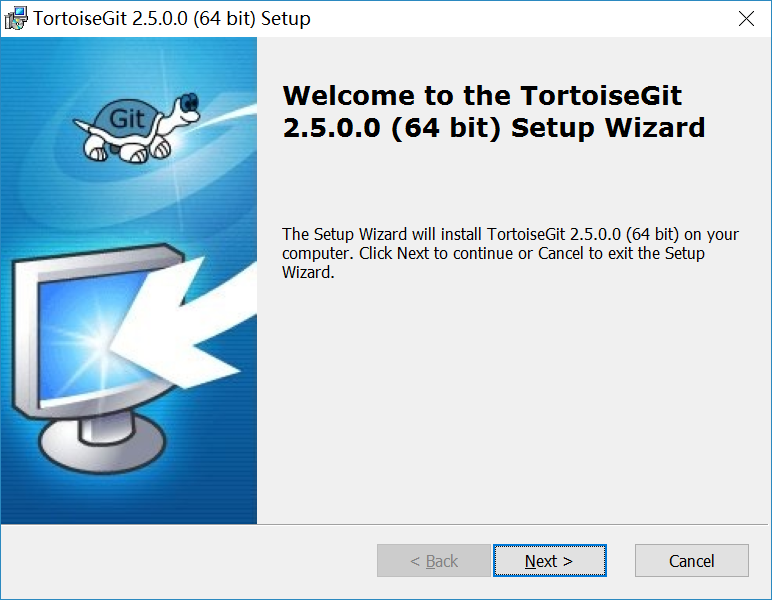 TortoiseGit 2.5.0.0 (64 bit) Setup
Git
Welcome to the TortoiseGit
2.5.0.0 (64 bit) Setup Wizard
The Setup Wizard will install TortoiseGit 2.5.0.0 (64 bit) on your
computer. Click Next to continue or Cancel to exit the Setup
Wizard.
< Back
Next >
Cancel